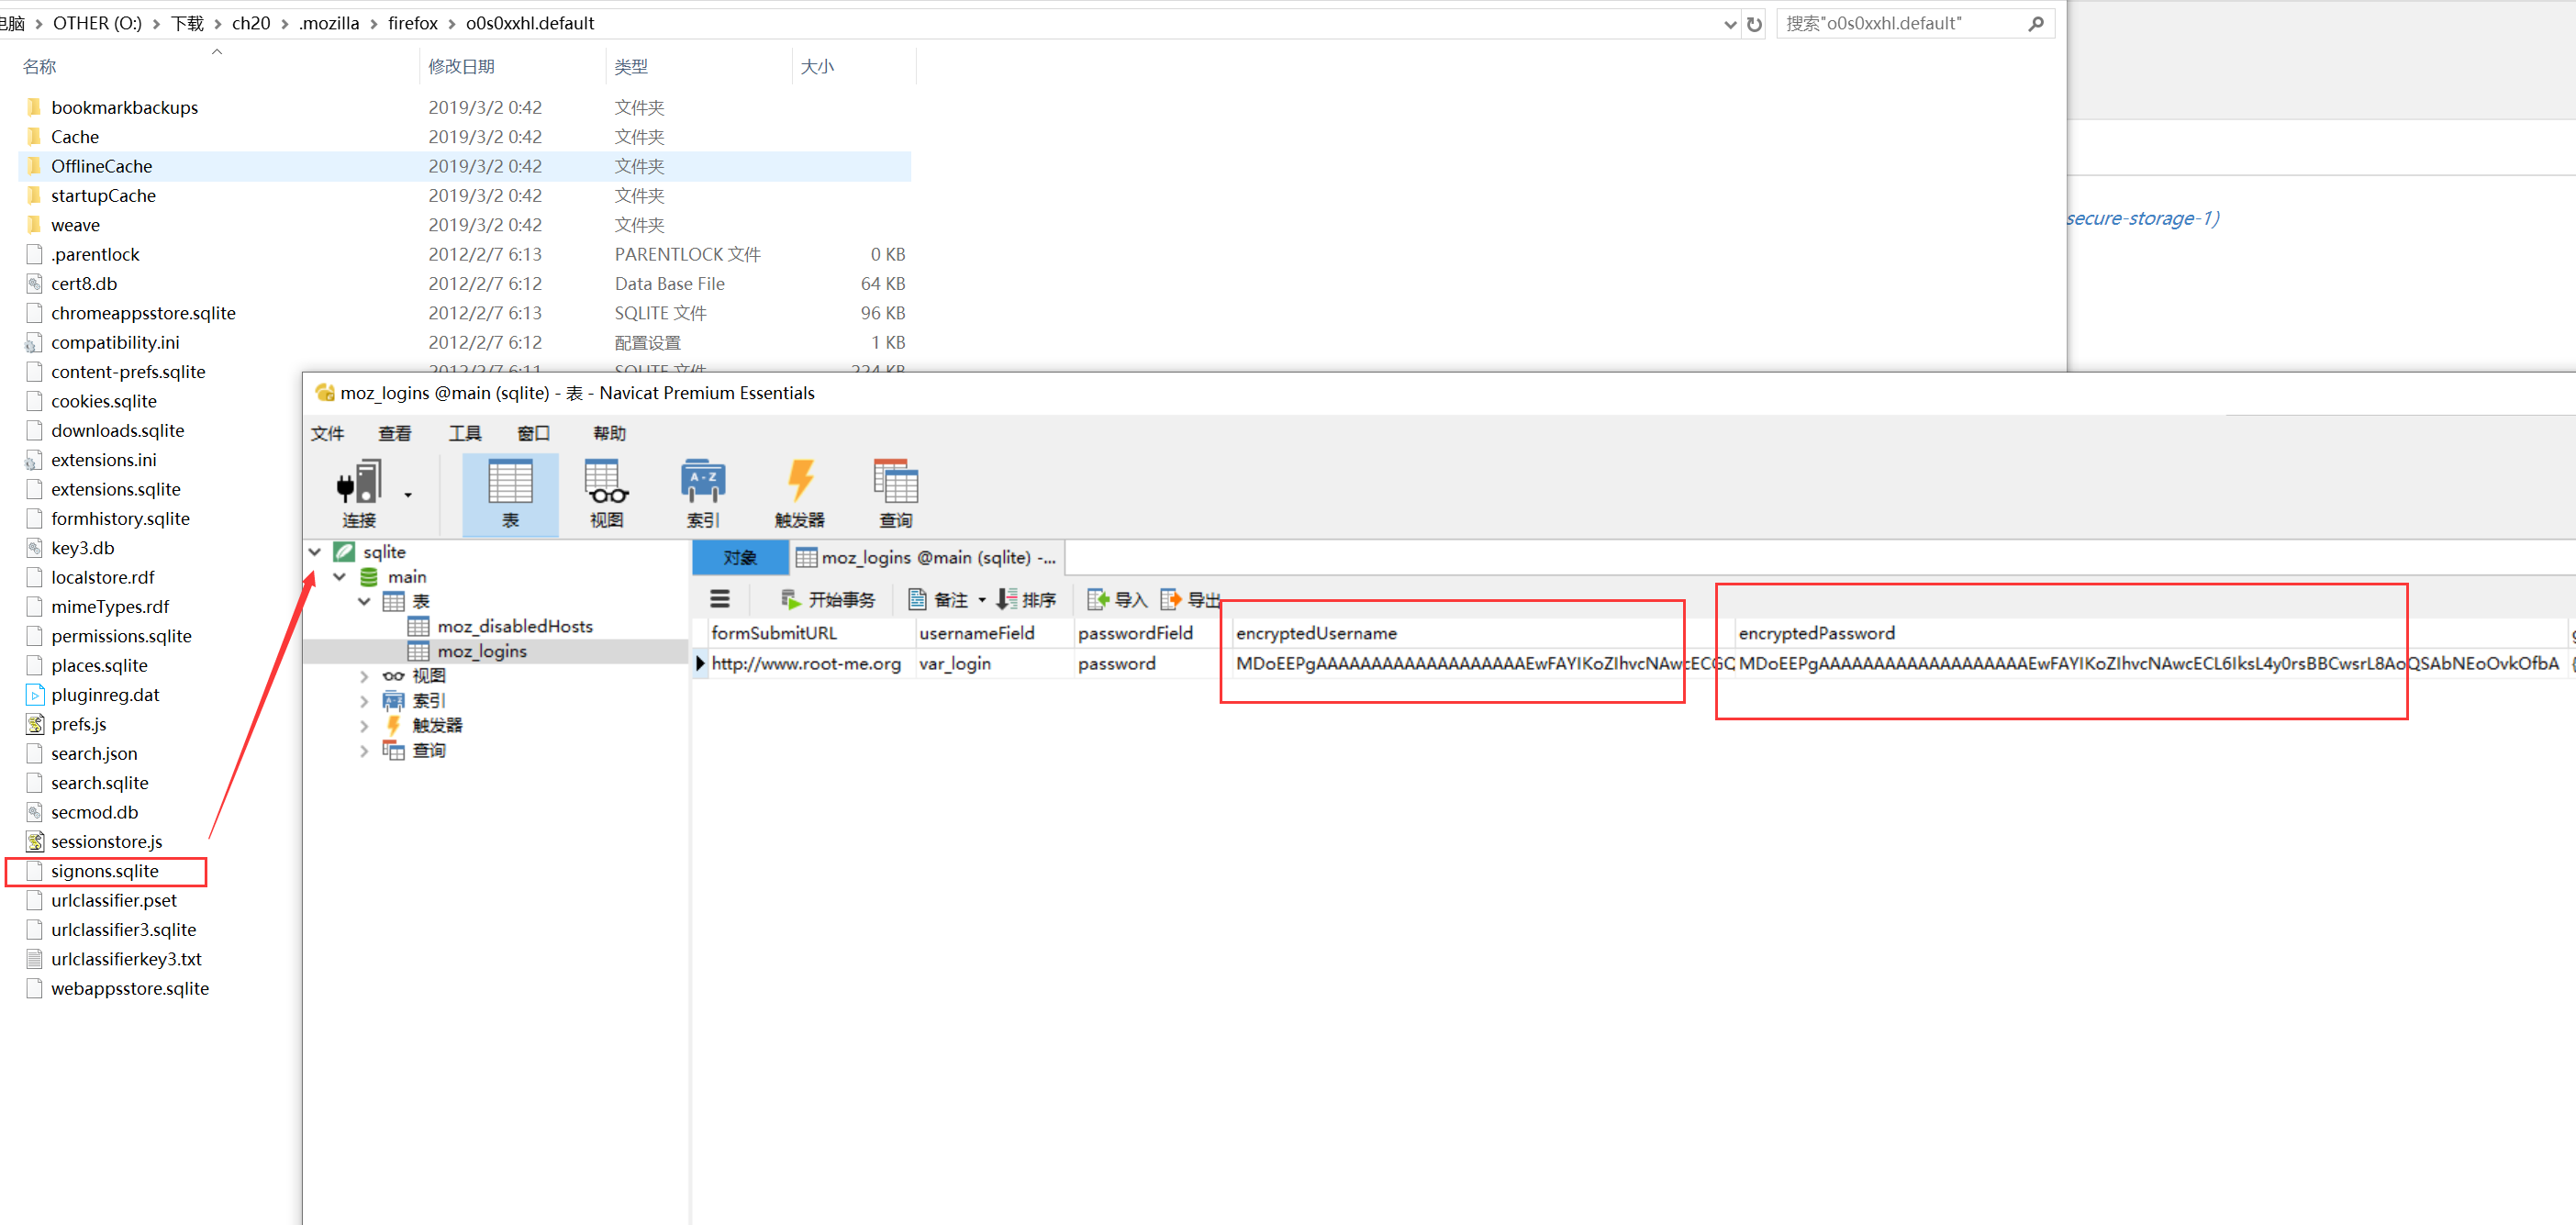 电脑 › OTHER (O:) › 下载 › ch20 › .mozilla › firefox › o0s0xxhl.default
搜索"o0s0xxhl.default"
名称 修改日期 类型 大小
bookmarkbackups 2019/3/2 0:42 文件夹
Cache 2019/3/2 0:42 文件夹
OfflineCache 2019/3/2 0:42 文件夹
startupCache 2019/3/2 0:42 文件夹
weave 2019/3/2 0:42 文件夹
.parentlock 2012/2/7 6:13 PARENTLOCK 文件 0 KB
cert8.db 2012/2/7 6:12 Data Base File 64 KB
chromeappsstore.sqlite 2012/2/7 6:13 SQLITE 文件 96 KB
compatibility.ini 2012/2/7 6:12 配置设置 1 KB
content-prefs.sqlite 2012/2/7 6:11 SQLITE 文件 224 KB
cookies.sqlite
downloads.sqlite
extensions.ini
extensions.sqlite
formhistory.sqlite
key3.db
localstore.rdf
mimeTypes.rdf
permissions.sqlite
places.sqlite
pluginreg.dat
prefs.js
search.json
search.sqlite
secmod.db
sessionstore.js
signons.sqlite
urlclassifier.pset
urlclassifier3.sqlite
urlclassifierkey3.txt
webappsstore.sqlite
secure-storage-1)
moz_logins @main (sqlite) - 表 - Navicat Premium Essentials
文件 查看 工具 窗口 帮助
连接 表 视图 索引 触发器 查询
A-Z
sqlite
main
表
moz_disabledHosts
moz_logins
视图
索引
触发器
查询
对象 moz_logins @main (sqlite) -...
开始事务 备注 排序 导入 导出
formSubmitURL usernameField passwordField encryptedUsername encryptedPassword
http://www.root-me.org var_login password MDoEEPgAAAAAAAAAAAAAAAAAAAEwFAYIKoZIhvcNAwcECGQ MDoEEPgAAAAAAAAAAAAAAAAAAAEwFAYIKoZIhvcNAwcECL6IksL4y0rsBBCwsrL8AoQSAbNEoOvkOfbA